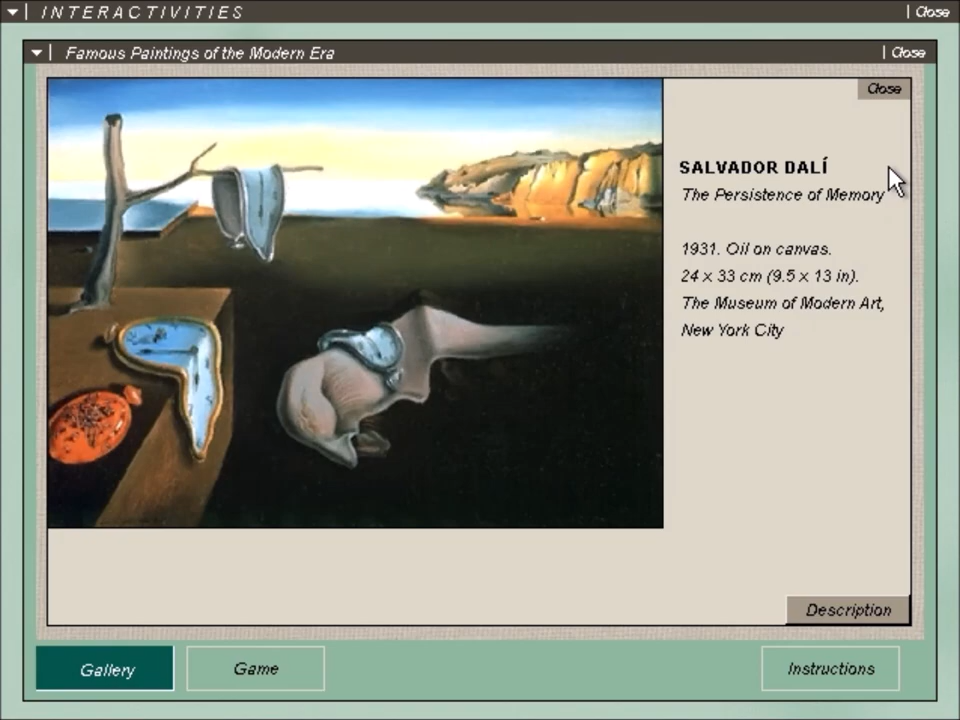 INTERACTIVITIES
Close
Famous Paintings of the Modern Era
Close
Close
SALVADOR DALÍ
The Persistence of Memory
1931. Oil on canvas.
24 x 33 cm (9.5 x 13 in).
The Museum of Modern Art,
New York City
Description
Gallery
Game
Instructions